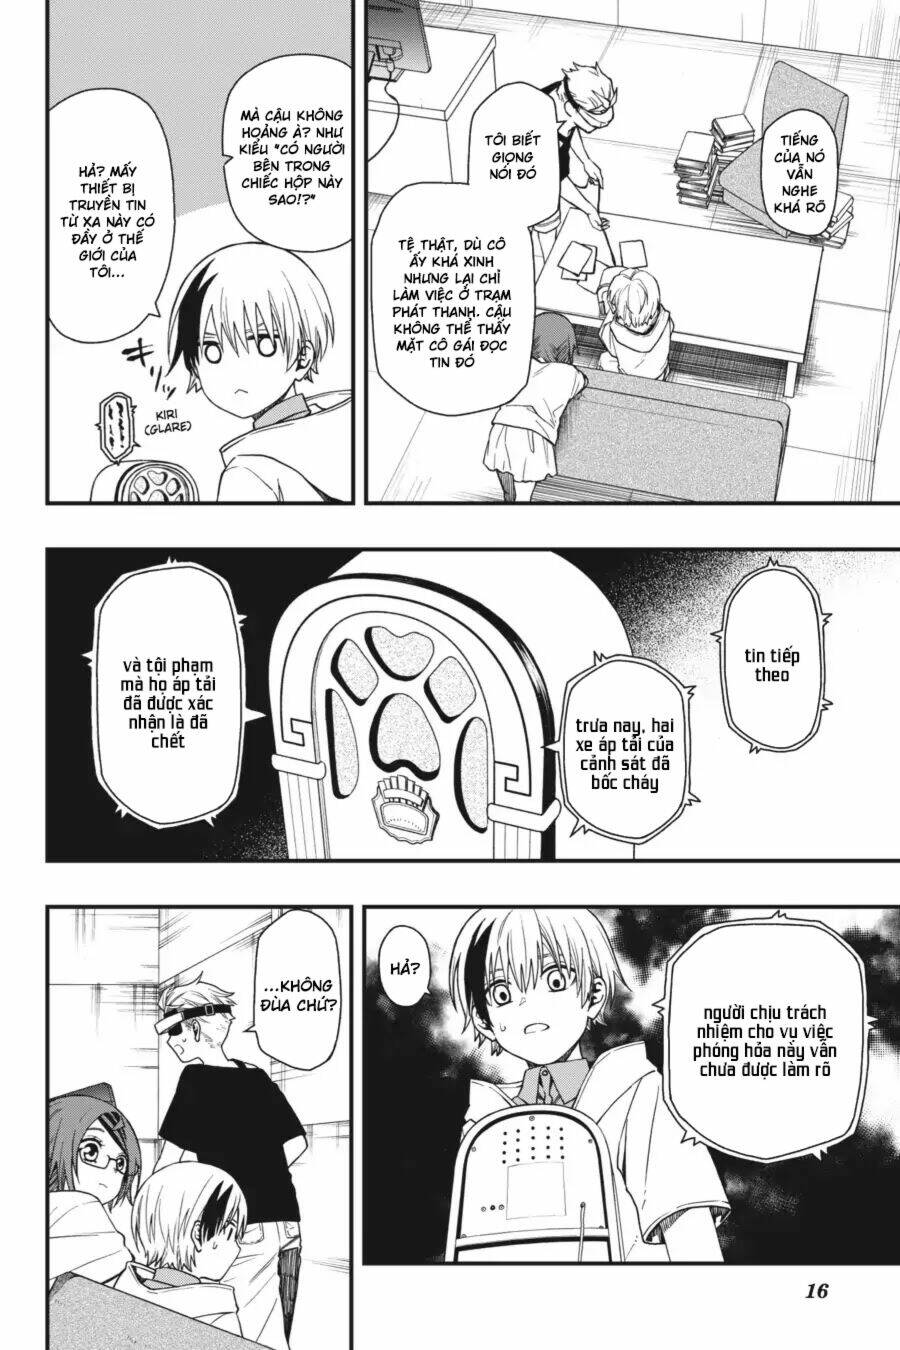 TIẾNG
CỦA NÓ
VẪN
NGHE
KHÁ RÕ
TÔI BIẾT
GIỌNG
NÓI ĐÓ
TỆ THẬT, DÙ CÔ
ẤY KHÁ XINH
NHƯNG LẠI CHỈ
LÀM VIỆC Ở TRẠM
PHÁT THANH. CẬU
KHÔNG THỂ THẤY
MẶT CÔ GÁI ĐỌC
TIN ĐÓ
MÀ CẬU KHÔNG
HOẢNG À? NHƯ
KIỂU "CÓ NGƯỜI
BÊN TRONG
CHIẾC HỘP NÀY
SAO!?"
HẢ? MẤY
THIẾT BỊ
TRUYỀN TIN
TỪ XA NÀY CÓ
ĐẦY Ở THẾ
GIỚI CỦA
TÔI...
KIRI
(GLARE)
tin tiếp
theo
trưa nay, hai
xe áp tải của
cảnh sát đã
bốc cháy
và tội phạm
mà họ áp tải
đã được xác
nhận là đã
chết
người chịu trách
nhiệm cho vụ việc
phóng hỏa này vẫn
chưa được làm rõ
HẢ?
...KHÔNG
ĐÙA CHỨ?
16